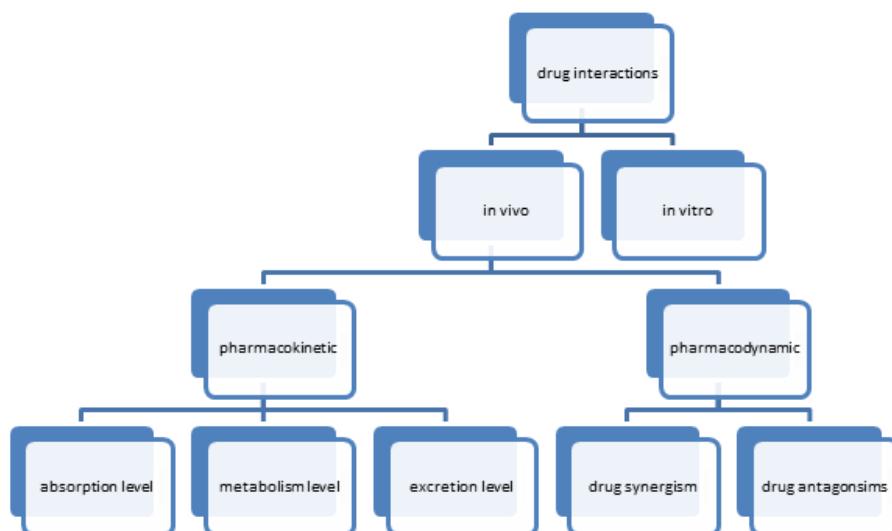 drug interactions
in vivo
in vitro
pharmacokinetic
pharmacodynamic
absorption level
metabolism level
excretion level
drug synergism
drug antagonsims